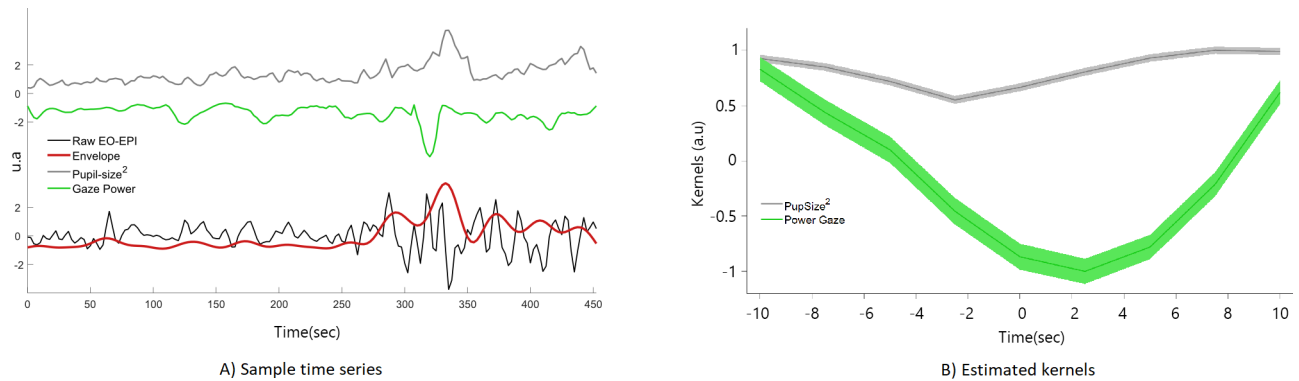 2
0
-2
Raw EO-EPI
Envelope
Pupil-size²
Gaze Power
u.a
2
0
-2
0 50 100 150 200 250 300 350 400 450
Time(sec)
A) Sample time series
1
0.5
0
-0.5
-1
Kernels (a.u)
PupSize²
Power Gaze
-10 -8 -6 -4 -2 0 2 4 6 8 10
Time(sec)
B) Estimated kernels